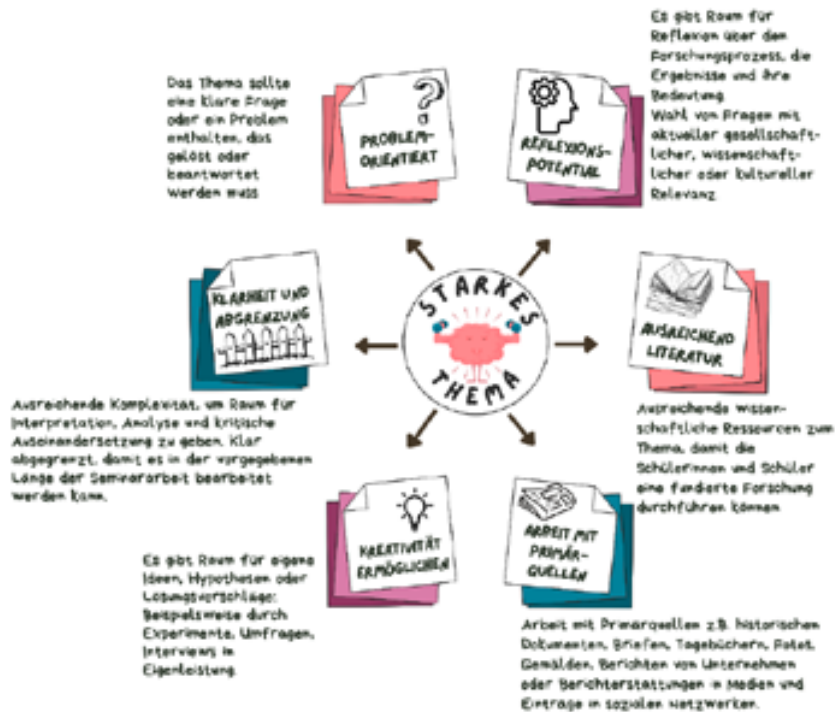 Das Thema sollte
eine klare Frage
oder ein Problem
enthalten, das
gelöst oder
beantwortet
werden muss
PROBLEM-
ORIENTIERT
REFLEXIONS-
POTENTIAL
Es gibt Raum für
Reflexion über den
Forschungsprozess, die
Ergebnisse und ihre
Bedeutung
Wahl von Fragen mit
aktueller gesellschaft-
licher, wissenschaft-
licher oder kultureller
Relevanz
KLARHEIT UND
ABGRENZUNG
Ausreichende Komplexität, um Raum für
Interpretation, Analyse und kritische
Auseinandersetzung zu geben. Klar
abgegrenzt, damit es in der vorgegebenen
Länge der Seminararbeit bearbeitet
werden kann.
STARKES
THEMA
AUSREICHEND
LITERATUR
Ausreichende wissen-
schaftliche Ressourcen zum
Thema, damit die
Schülerinnen und Schüler
eine fundierte Forschung
durchführen können
KREATIVITÄT
ERMÖGLICHEN
Es gibt Raum für eigene
Ideen, Hypothesen oder
Lösungsvorschläge:
Beispielsweise durch
Experimente, Umfragen,
Interviews in
Eigenleistung.
ARBEIT MIT
PRIMÄR-
QUELLEN
Arbeit mit Primärquellen z.B. historischen
Dokumenten, Briefen, Tagebüchern, Fotos,
Gemälden, Berichten von Unternehmen
oder Berichterstattungen in Medien und
Einträge in sozialen Netzwerken.